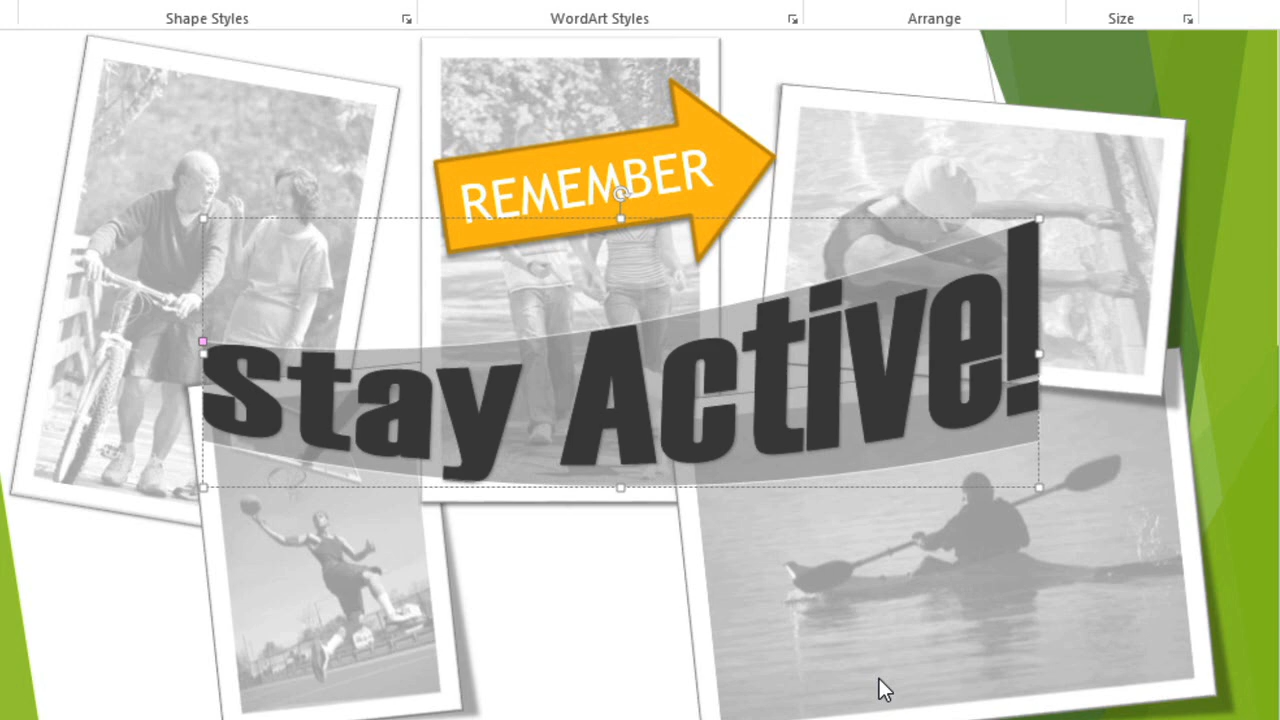 Shape Styles
WordArt Styles
Arrange
Size
REMEMBER
Stay Active!